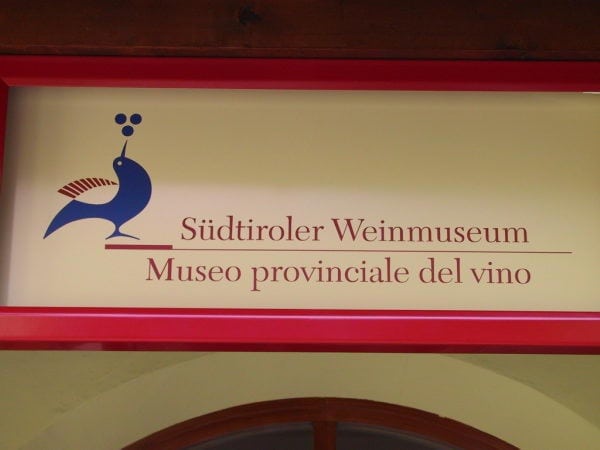 Südtiroler Weinmuseum
Museo provinciale del vino